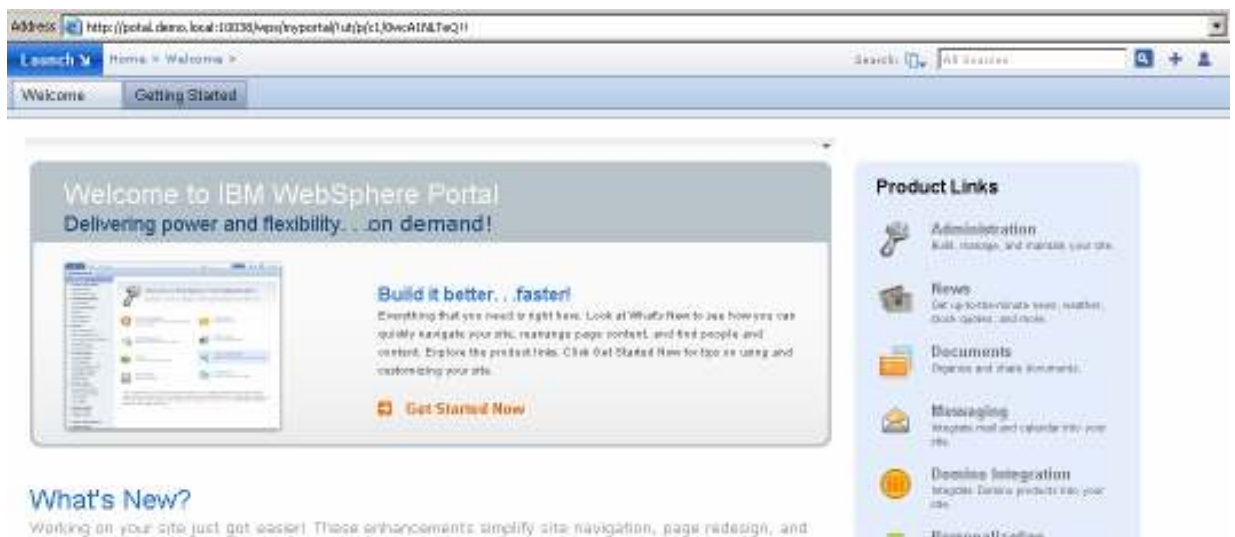 Address http://portal.demo.local:10038/wps/myportal/!ut/p/c1/
Launch Home > Welcome > Search: All Sources
Welcome Getting Started
Welcome to IBM WebSphere Portal
Delivering power and flexibility. . .on demand!
Build it better. . .faster!
Everything that you need is right here. Look at What's New to see how you can
quickly navigate your site, rearrange page content, and find people and
content. Explore the product links. Click Get Started Now for tips on using and
customizing your site.
Get Started Now
What's New?
Working on your site just got easier! These enhancements simplify site navigation, page redesign, and
Product Links
Administration
Build, manage, and maintain your site.
News
Get up-to-the-minute news, weather,
stock quotes, and more.
Documents
Organize and share documents.
Messaging
Integrate mail and calendar into your
site.
Domino Integration
Integrate Domino products into your
site.
Personalization